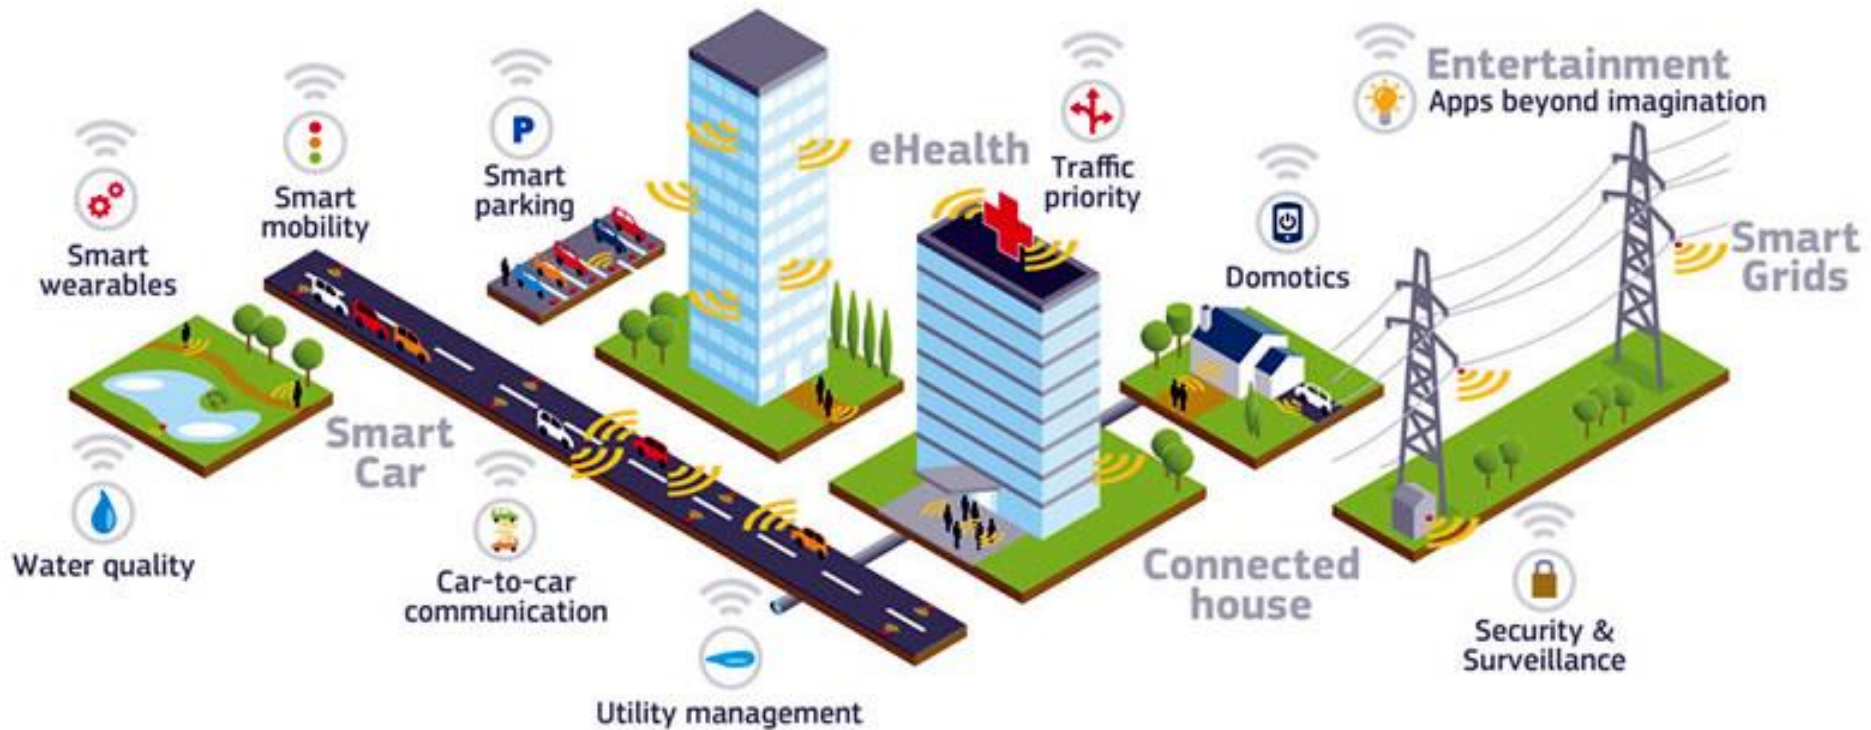 Entertainment
Apps beyond imagination
eHealth
Traffic
priority
P
Smart
parking
Smart
mobility
Smart
wearables
Domotics
Smart
Grids
Smart
Car
Water quality
Car-to-car
communication
Connected
house
Security &
Surveillance
Utility management